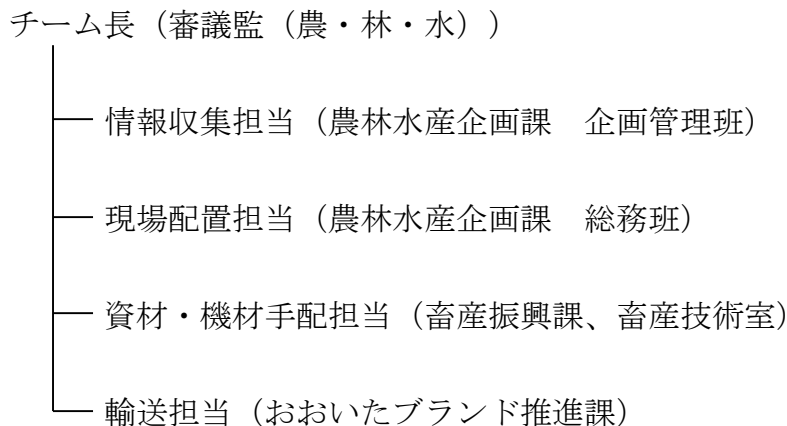 チーム長（審議監（農・林・水））
情報収集担当（農林水産企画課　企画管理班）
現場配置担当（農林水産企画課　総務班）
資材・機材手配担当（畜産振興課、畜産技術室）
輸送担当（おおいたブランド推進課）